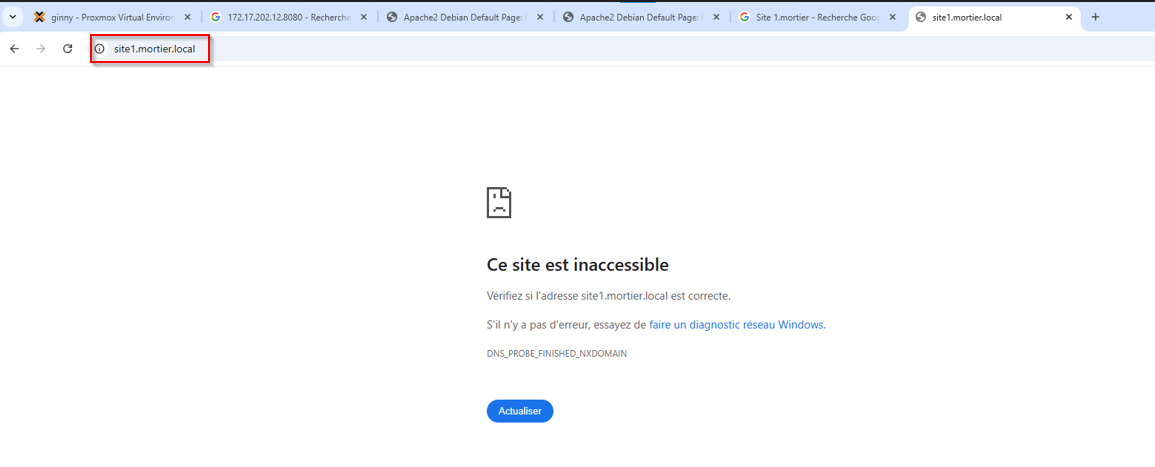 ginny - Proxmox Virtual Environ
172.17.202.12.8080 - Recherche
Apache2 Debian Default Page:
Apache2 Debian Default Page:
Site 1.mortier - Recherche Goo
site1.mortier.local
site1.mortier.local
Ce site est inaccessible
Vérifiez si l'adresse site1.mortier.local est correcte.
S'il n'y a pas d'erreur, essayez de faire un diagnostic réseau Windows.
DNS_PROBE_FINISHED_NXDOMAIN
Actualiser